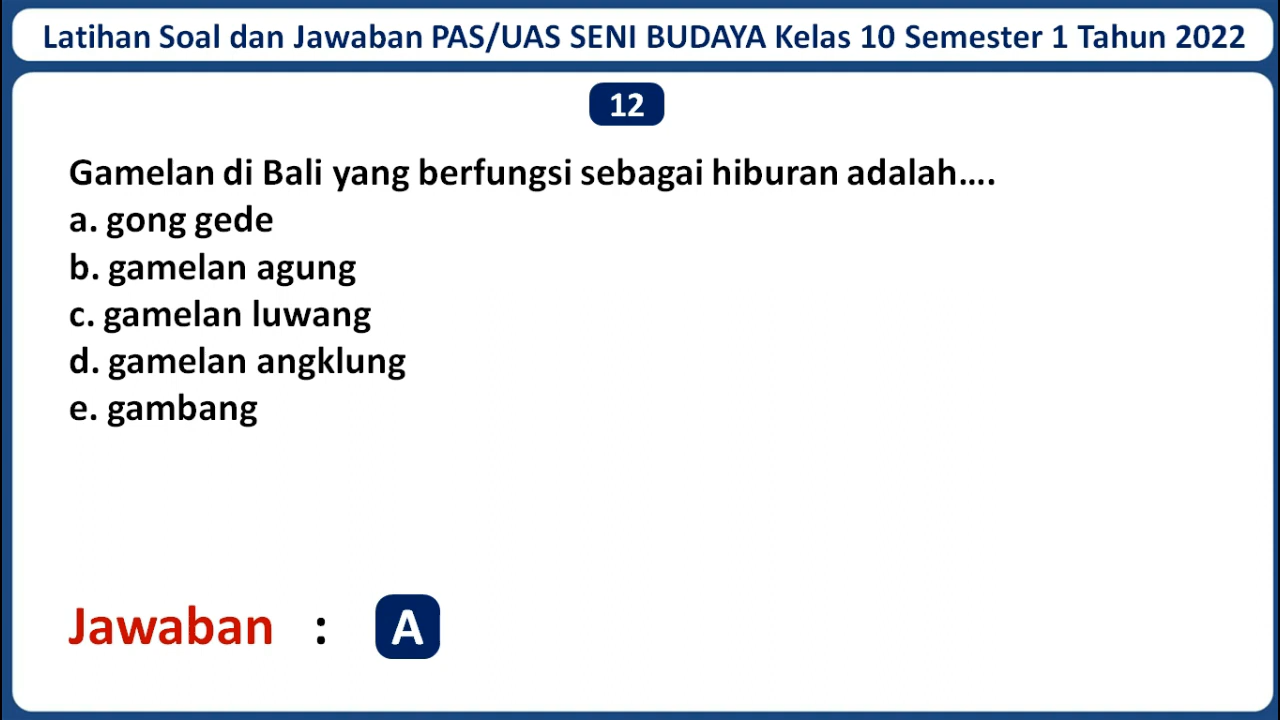 Latihan Soal dan Jawaban PAS/UAS SENI BUDAYA Kelas 10 Semester 1 Tahun 2022
12
Gamelan di Bali yang berfungsi sebagai hiburan adalah....
a. gong gede
b. gamelan agung
c. gamelan luwang
d. gamelan angklung
e. gambang
Jawaban : A